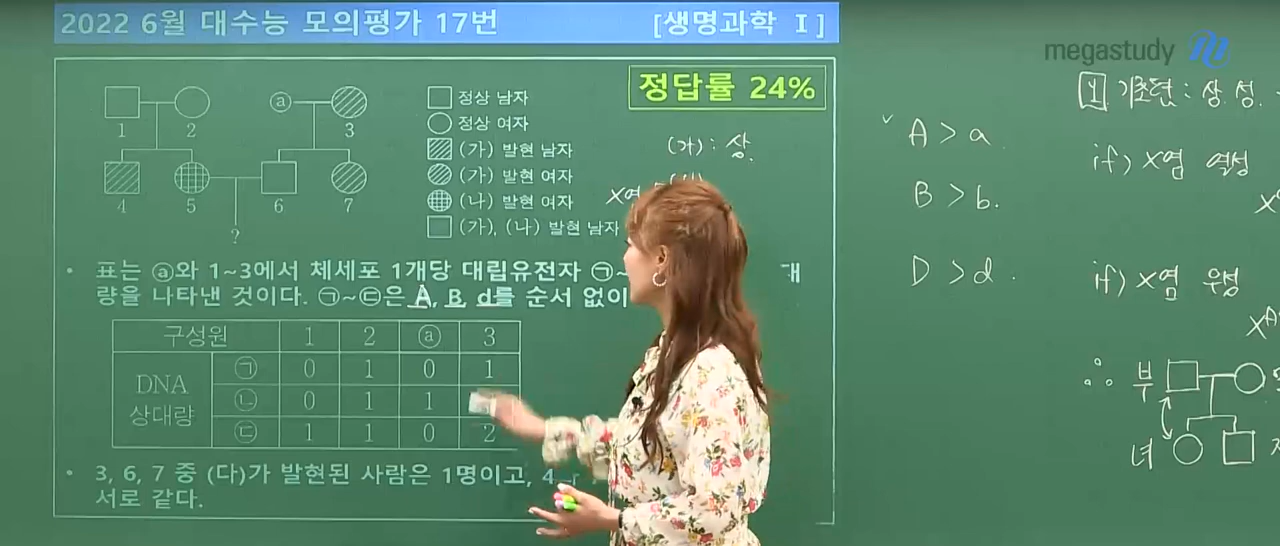 2022 6월 대수능 모의평가 17번 [생명과학 Ⅰ]
megastudy
정답률 24%
1 2 ⓐ 3
4 5 6 7
?
정상 남자
정상 여자
(가) 발현 남자
(가) 발현 여자
(나) 발현 여자
(가), (나) 발현 남자
(가) : 상.
• 표는 ⓐ와 1~3에서 체세포 1개당 대립유전자 ㉠~
량을 나타낸 것이다. ㉠~㉢은 A, B, d를 순서 없이
구성원 1 2 ⓐ 3
DNA 상대량
㉠ 0 1 0 1
㉡ 0 1 1
㉢ 1 1 0 2
• 3, 6, 7 중 (다)가 발현된 사람은 1명이고, 4
서로 같다.
A > a
B > b.
D > d.
기초턴 : 상. 성.
if) X염 열성
if) X염 우성
∴ 부
녀